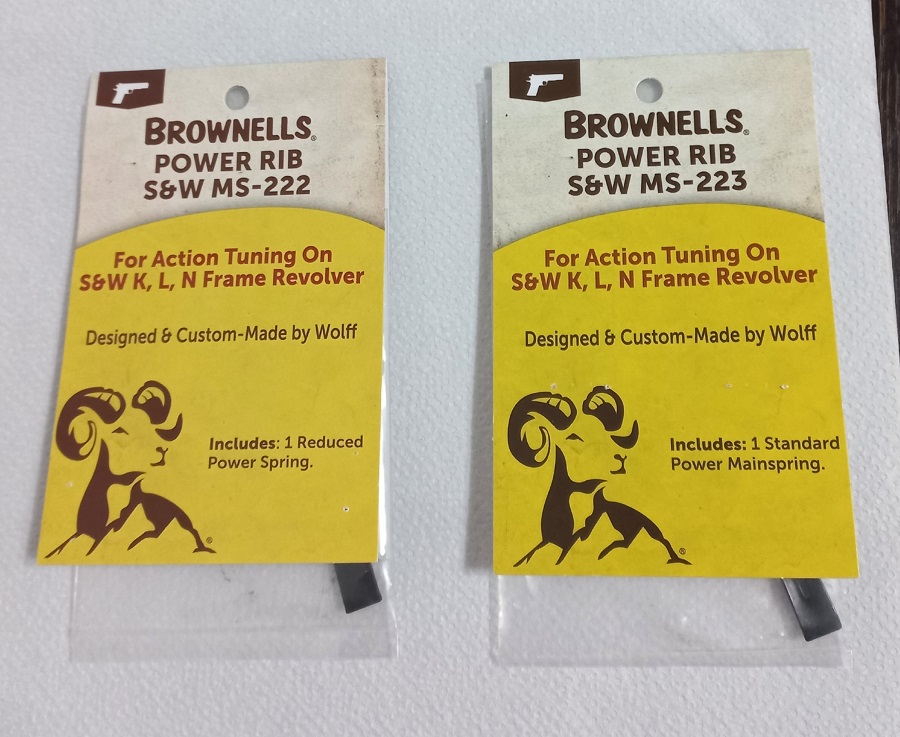 BROWNELLS®
POWER RIB
S&W MS-222
For Action Tuning On
S&W K, L, N Frame Revolver
Designed & Custom-Made by Wolff
Includes: 1 Reduced
Power Spring.
®
BROWNELLS®
POWER RIB
S&W MS-223
For Action Tuning On
S&W K, L, N Frame Revolver
Designed & Custom-Made by Wolff
Includes: 1 Standard
Power Mainspring.
®